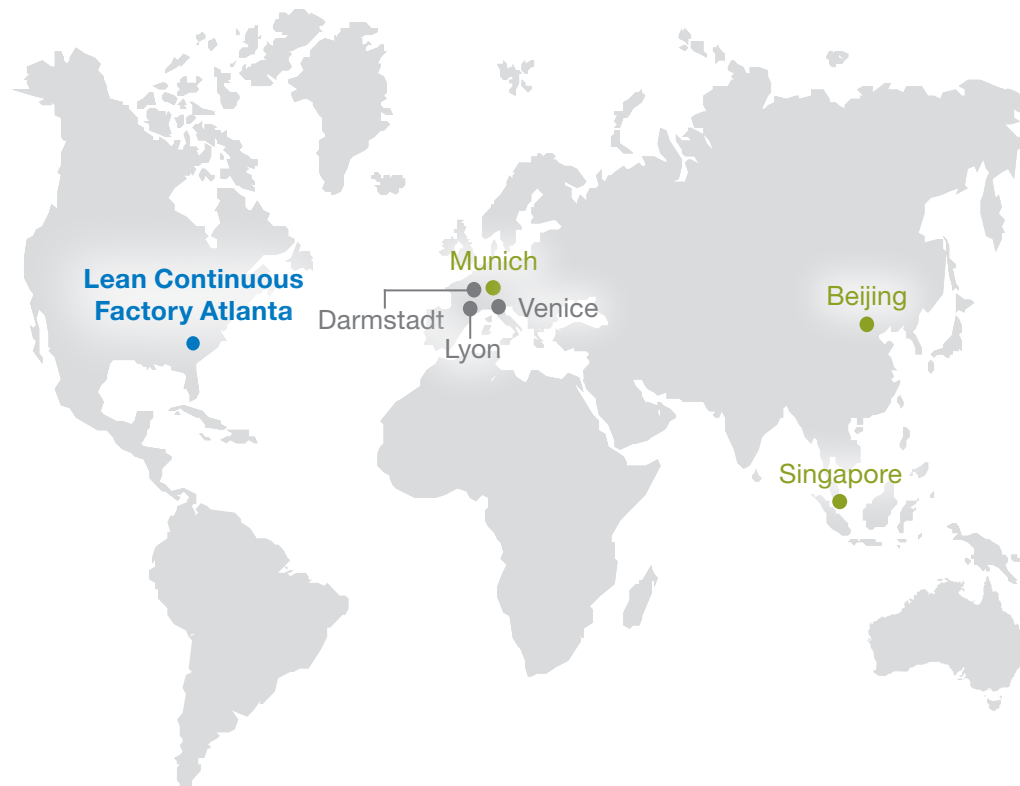 Lean Continuous
Factory Atlanta
Munich
Darmstadt
Venice
Lyon
Beijing
Singapore